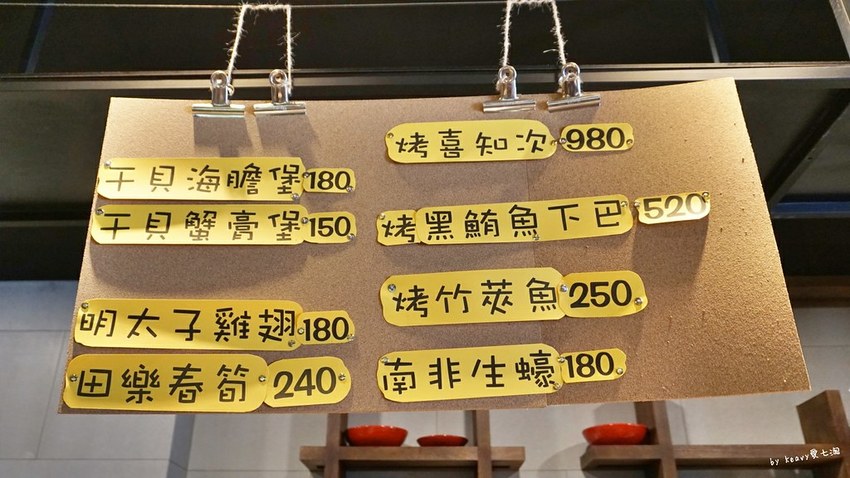 干貝海膽堡 180
干貝蟹膏堡 150
明太子雞翅 180
田樂春筍 240
烤喜知次 980
烤黑鮪魚下巴 520
烤竹莢魚 250
南非生蠔 180
by keavy愛七淘